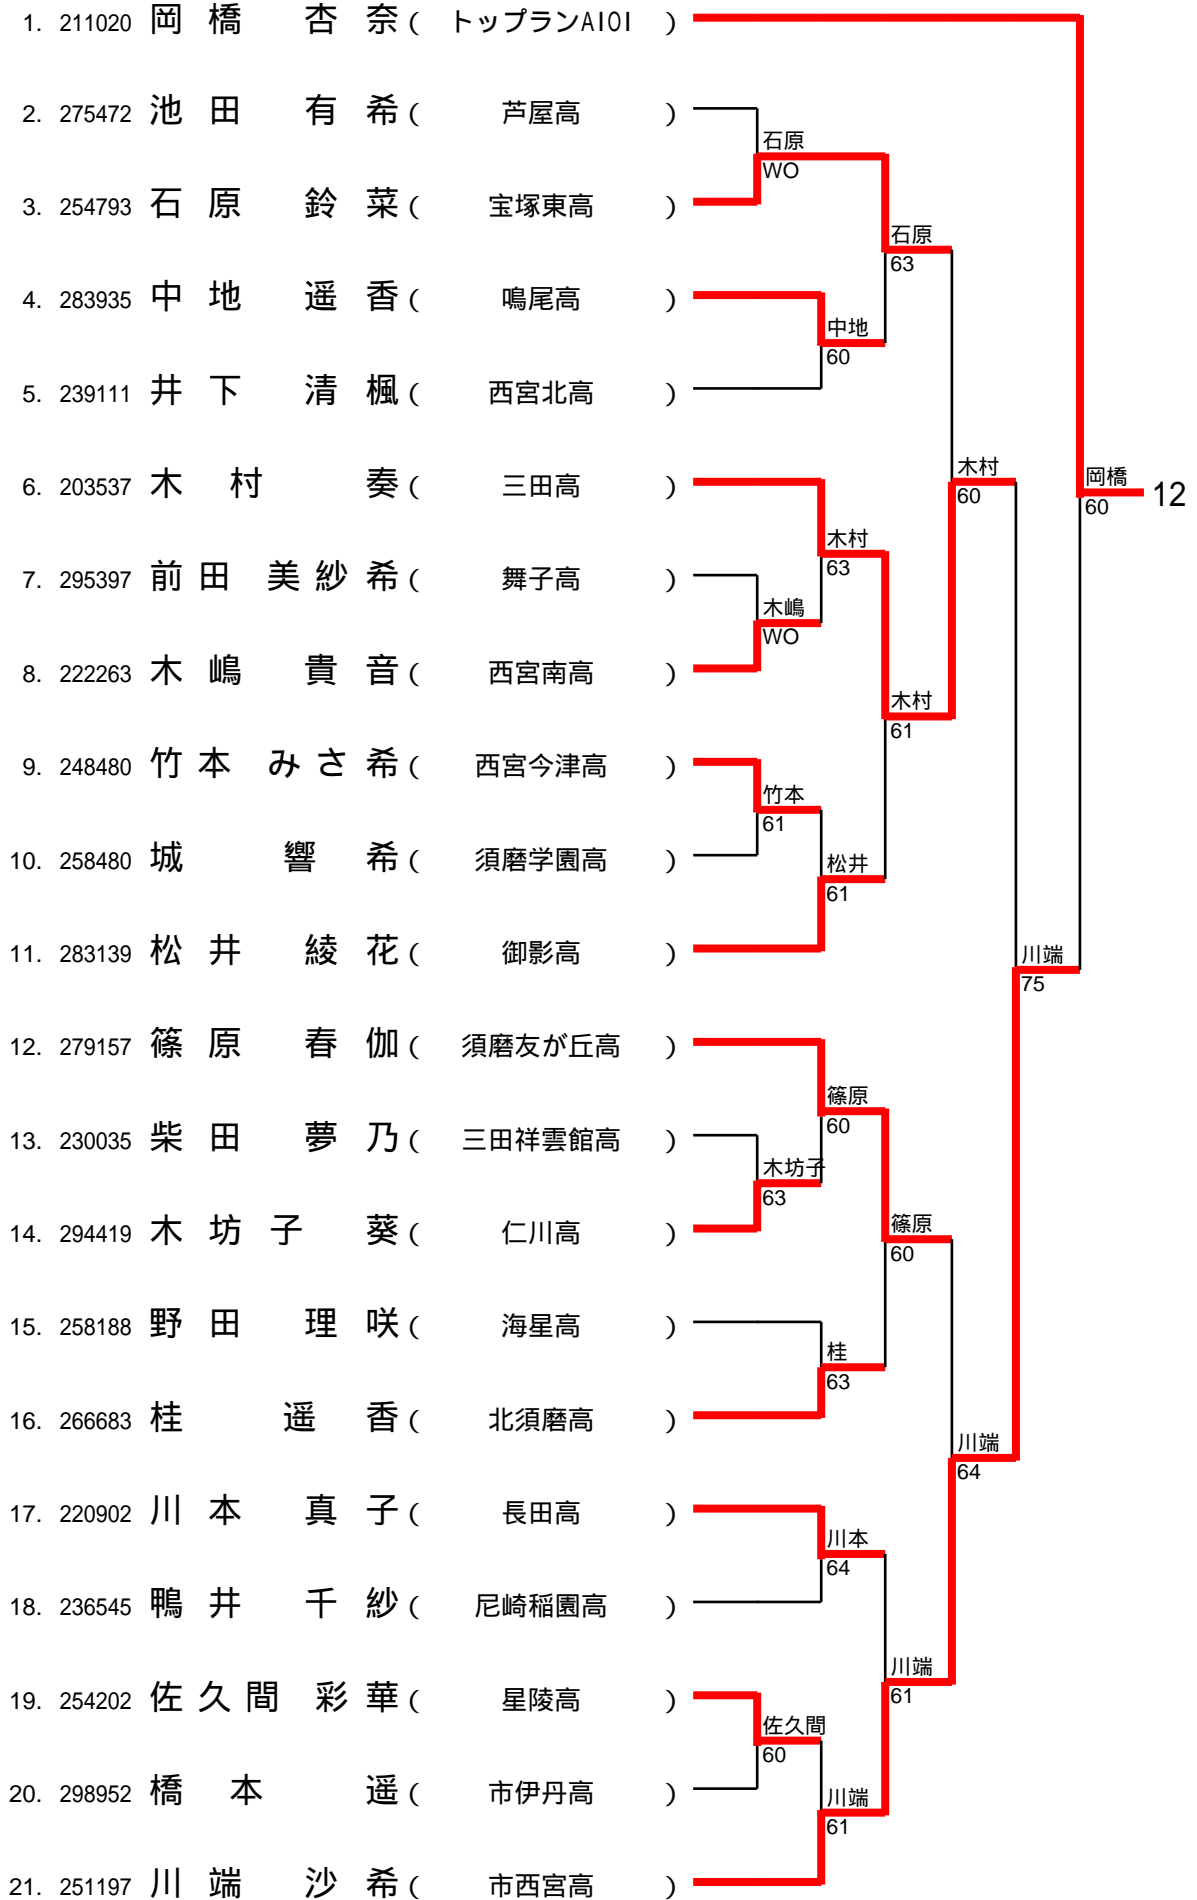 1. 211020 岡橋 杏奈 ( トップランAIOI )
2. 275472 池田 有希 ( 芦屋高 )
石原
WO
3. 254793 石原 鈴菜 ( 宝塚東高 )
石原
63
4. 283935 中地 遥香 ( 鳴尾高 )
中地
60
5. 239111 井下 清楓 ( 西宮北高 )
木村
60
岡橋
60
12
6. 203537 木村 奏 ( 三田高 )
木村
63
7. 295397 前田 美紗希 ( 舞子高 )
木嶋
WO
8. 222263 木嶋 貴音 ( 西宮南高 )
木村
61
9. 248480 竹本 みさ希 ( 西宮今津高 )
竹本
61
10. 258480 城 響希 ( 須磨学園高 )
松井
61
11. 283139 松井 綾花 ( 御影高 )
川端
75
12. 279157 篠原 春伽 ( 須磨友が丘高 )
篠原
60
13. 230035 柴田 夢乃 ( 三田祥雲館高 )
木坊子
63
14. 294419 木坊子 葵 ( 仁川高 )
篠原
60
15. 258188 野田 理咲 ( 海星高 )
桂
63
16. 266683 桂 遥香 ( 北須磨高 )
川端
64
17. 220902 川本 真子 ( 長田高 )
川本
64
18. 236545 鴨井 千紗 ( 尼崎稲園高 )
川端
61
19. 254202 佐久間 彩華 ( 星陵高 )
佐久間
60
20. 298952 橋本 遥 ( 市伊丹高 )
川端
61
21. 251197 川端 沙希 ( 市西宮高 )